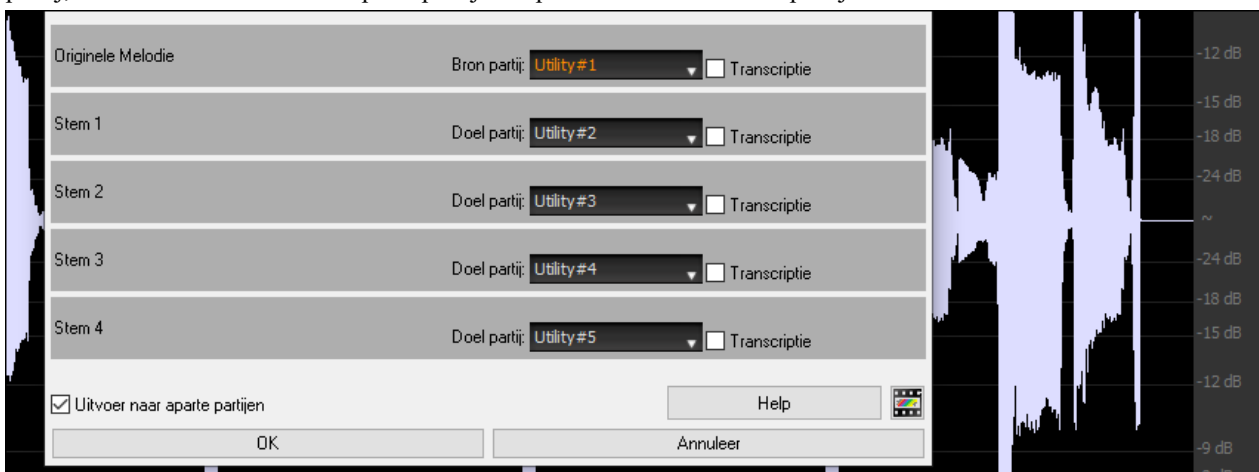 Originele Melodie Bron partij: Utility#1 Transcriptie
Stem 1 Doel partij: Utility#2 Transcriptie
Stem 2 Doel partij: Utility#3 Transcriptie
Stem 3 Doel partij: Utility#4 Transcriptie
Stem 4 Doel partij: Utility#5 Transcriptie
Uitvoer naar aparte partijen Help
OK Annuleer
-12 dB
-15 dB
-18 dB
-24 dB
~
-24 dB
-18 dB
-15 dB
-12 dB
-9 dB